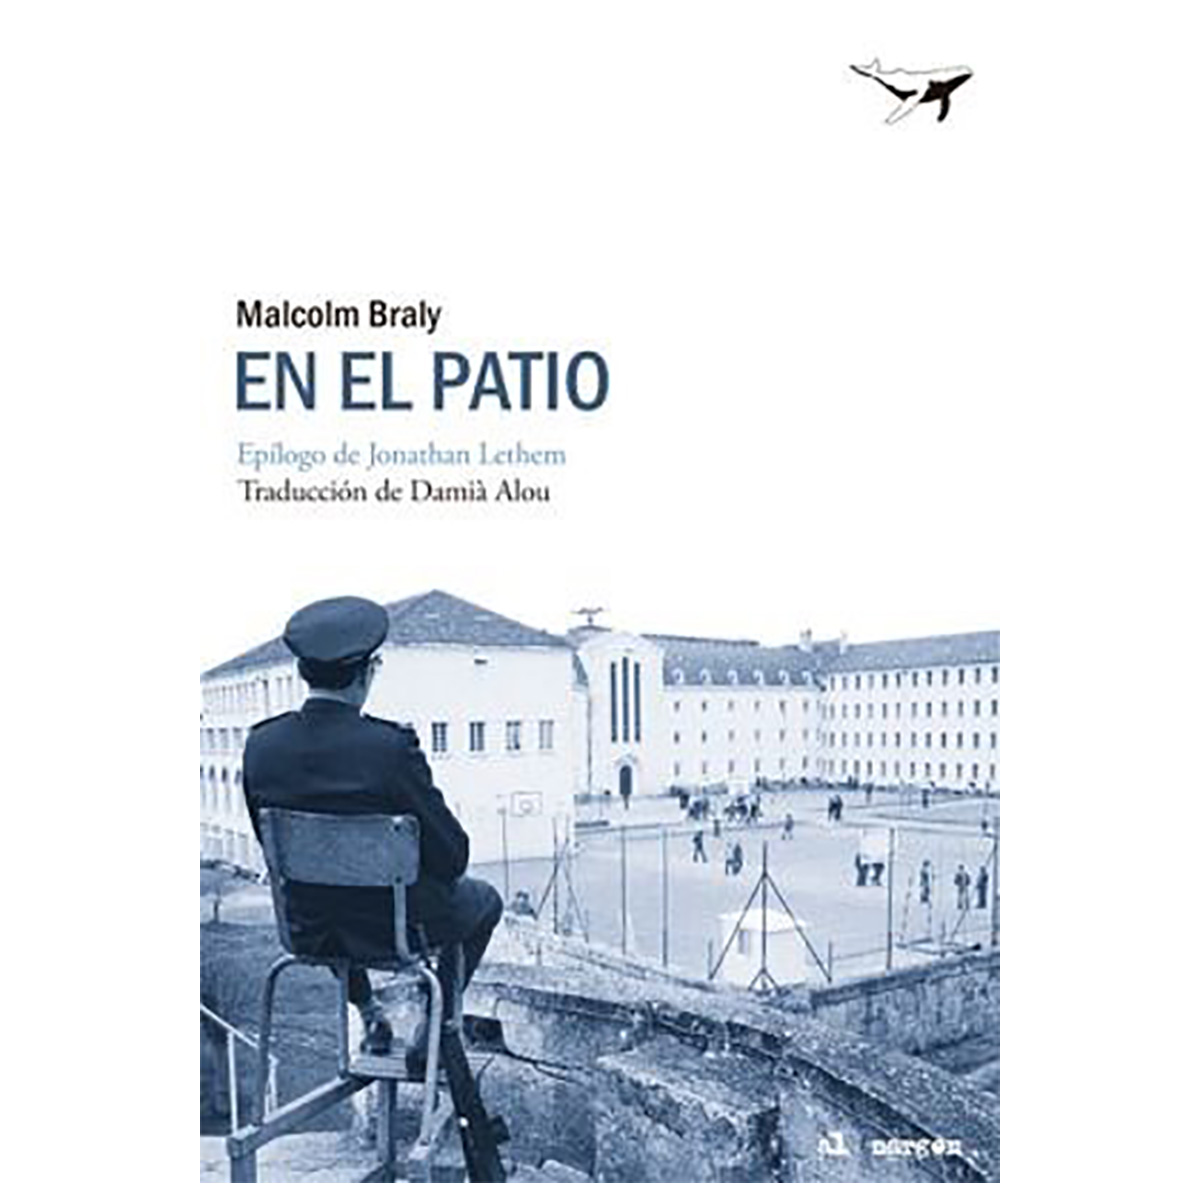 Malcolm Braly
EN EL PATIO
Epílogo de Jonathan Lethem
Traducción de Damià Alou
al margen